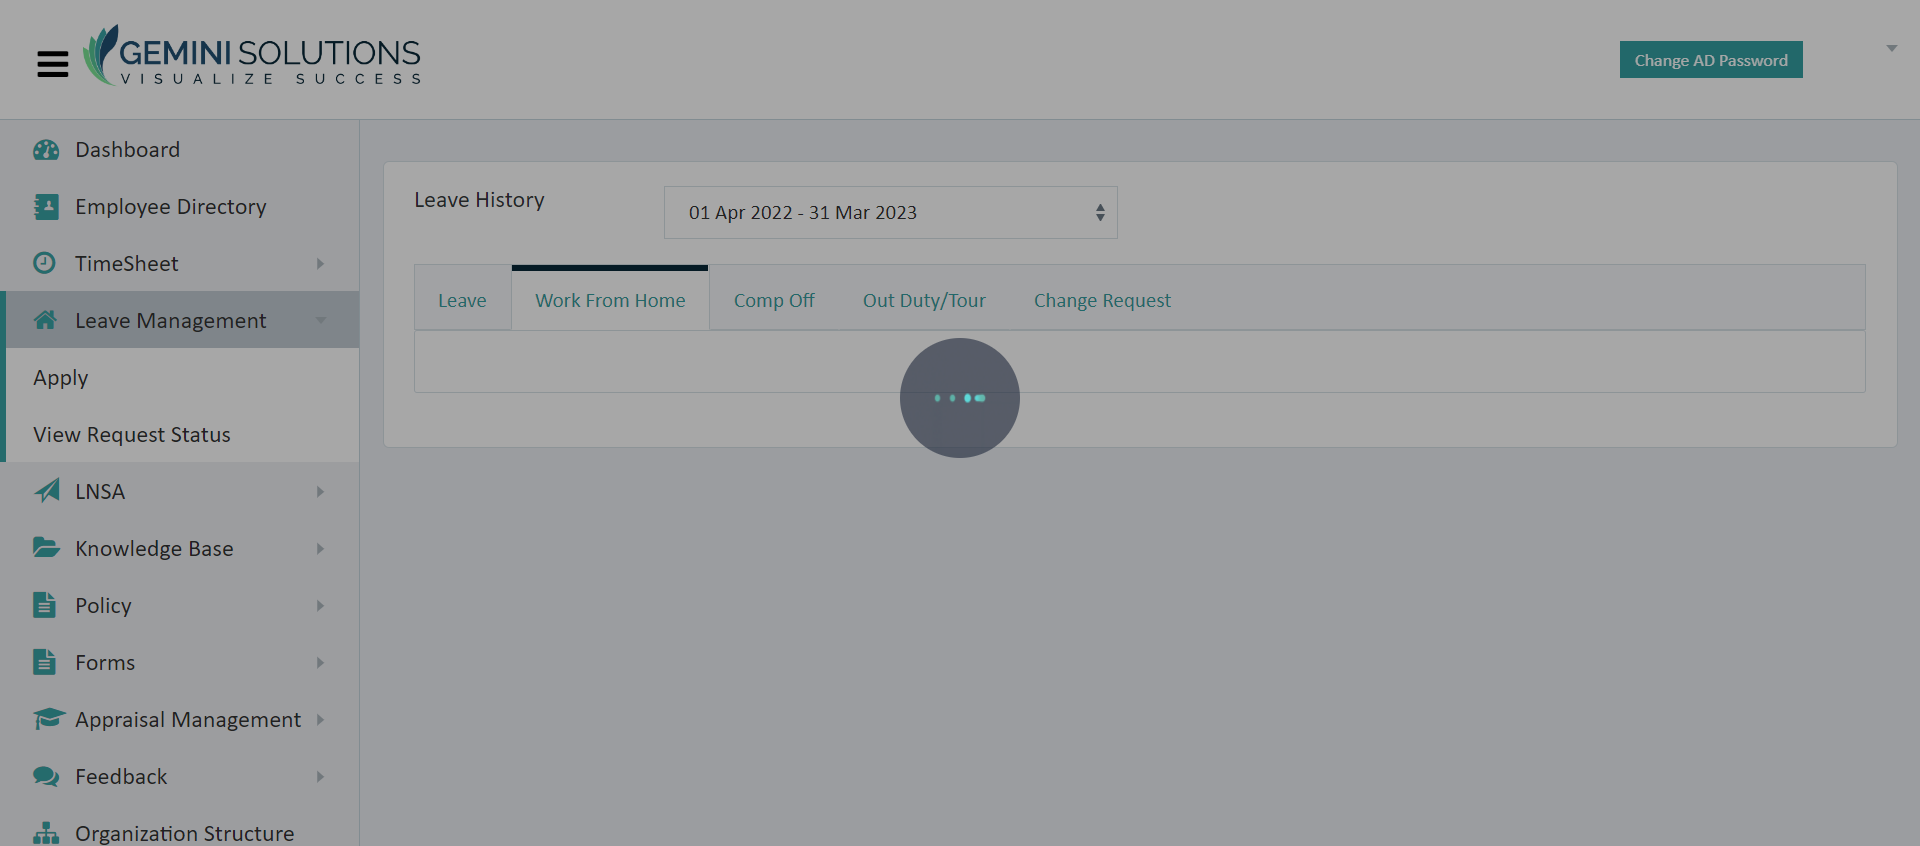 GEMINI SOLUTIONS
VISUALIZE SUCCESS
Change AD Password
Dashboard
Employee Directory
TimeSheet
Leave Management
Apply
View Request Status
LNSA
Knowledge Base
Policy
Forms
Appraisal Management
Feedback
Organization Structure
Leave History
01 Apr 2022 - 31 Mar 2023
Leave Work From Home Comp Off Out Duty/Tour Change Request